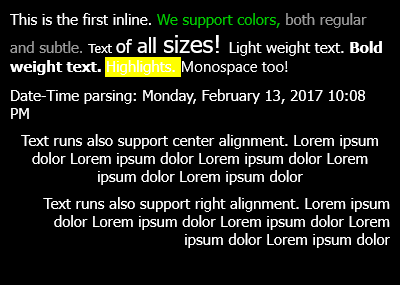 This is the first inline. We support colors, both regular
and subtle. Text of all sizes! Light weight text. Bold
weight text. Highlights. Monospace too!
Date-Time parsing: Monday, February 13, 2017 10:08
PM
Text runs also support center alignment. Lorem ipsum
dolor Lorem ipsum dolor Lorem ipsum dolor Lorem
ipsum dolor Lorem ipsum dolor
Text runs also support right alignment. Lorem ipsum
dolor Lorem ipsum dolor Lorem ipsum dolor Lorem
ipsum dolor Lorem ipsum dolor